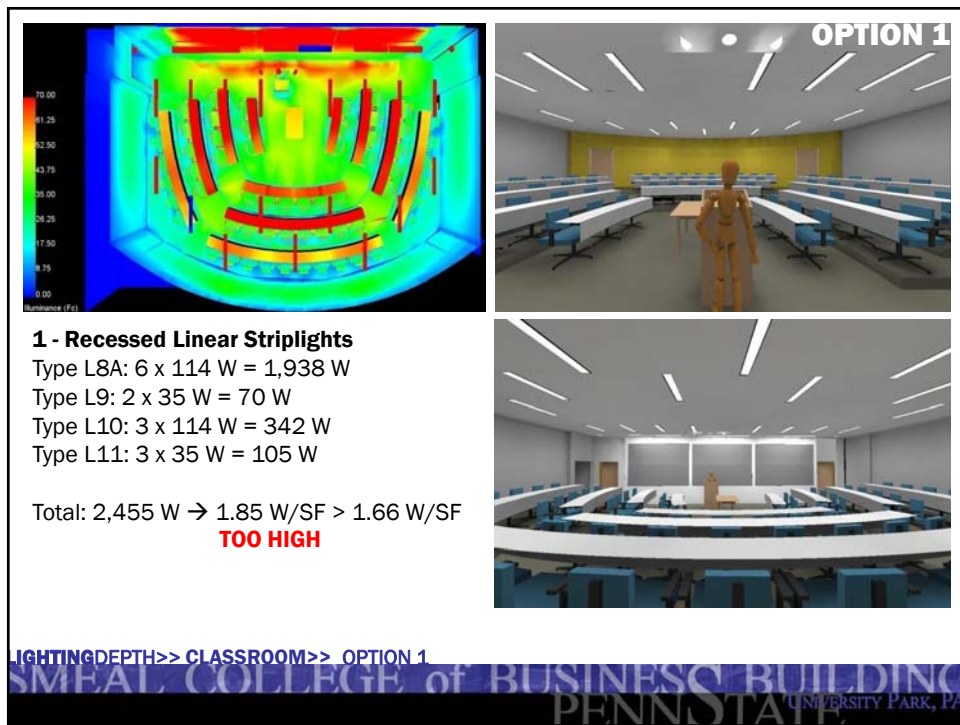 OPTION 1
70.00
61.25
52.50
43.75
35.00
26.25
17.50
8.75
0.00
Illuminance (Fc)
1 - Recessed Linear Striplights
Type L8A: 6 x 114 W = 1,938 W
Type L9: 2 x 35 W = 70 W
Type L10: 3 x 114 W = 342 W
Type L11: 3 x 35 W = 105 W
Total: 2,455 W → 1.85 W/SF > 1.66 W/SF
TOO HIGH
LIGHTINGDEPTH>> CLASSROOM>> OPTION 1
SMEAL COLLEGE of BUSINESS BUILDING
PENNSTATE UNIVERSITY PARK, PA